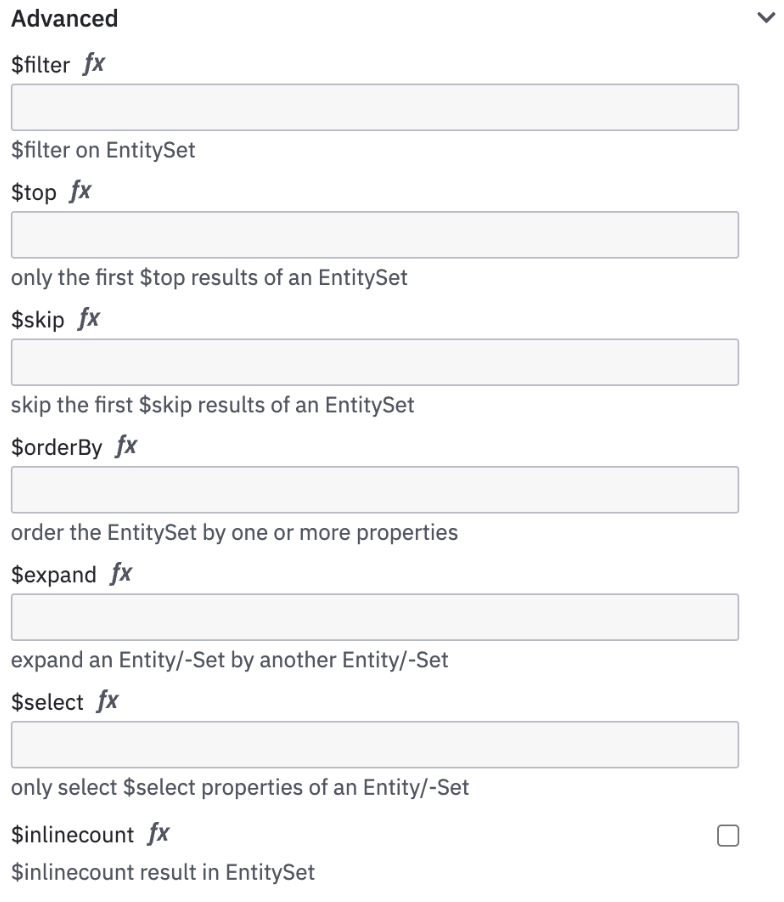 Advanced
$filter fx
$filter on EntitySet
$top fx
only the first $top results of an EntitySet
$skip fx
skip the first $skip results of an EntitySet
$orderBy fx
order the EntitySet by one or more properties
$expand fx
expand an Entity/-Set by another Entity/-Set
$select fx
only select $select properties of an Entity/-Set
$inlinecount fx
$inlinecount result in EntitySet